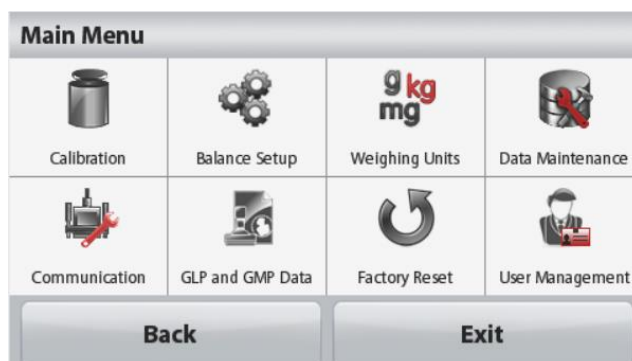 Main Menu
g kg
mg
Calibration
Balance Setup
Weighing Units
Data Maintenance
Communication
GLP and GMP Data
Factory Reset
User Management
Back
Exit